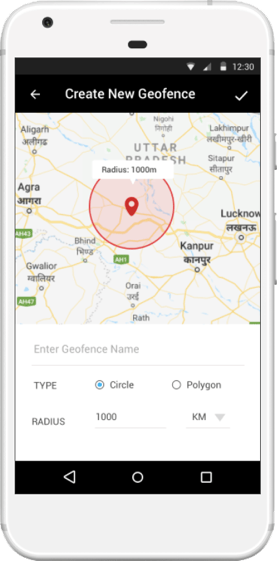 12:30
Create New Geofence
Nigohi
निगोही
Aligarh
अलीगढ़
Lakhimpur
लखीमपुर
UTTAR
PRADESH
Sitapur
सीतापुर
Radius: 1000m
Agra
आगरा
Lucknow
लखनऊ
AH43
Bhind
भिण्ड
AH1
Kanpur
कानपुर
Gwalior
ग्वालियर
Orai
उरई
AH47
Rath
Enter Geofence Name
TYPE Circle Polygon
RADIUS 1000 KM